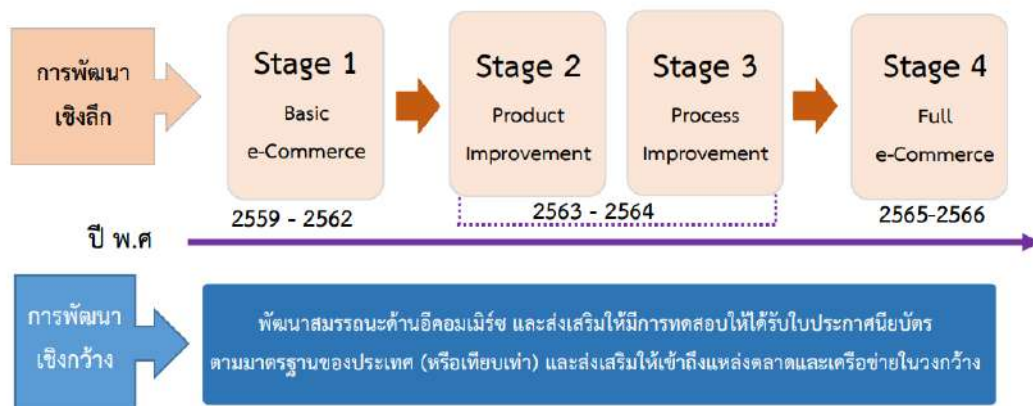 การพัฒนา
เชิงลึก
Stage 1
Basic
e-Commerce
Stage 2
Product
Improvement
Stage 3
Process
Improvement
Stage 4
Full
e-Commerce
2559 - 2562
2563 - 2564
2565-2566
ปี พ.ศ
การพัฒนา
เชิงกว้าง
พัฒนาสมรรถนะด้านอีคอมเมิร์ซ และส่งเสริมให้มีการทดสอบให้ได้รับใบประกาศนียบัตร
ตามมาตรฐานของประเทศ (หรือเทียบเท่า) และส่งเสริมให้เข้าถึงแหล่งตลาดและเครือข่ายในวงกว้าง